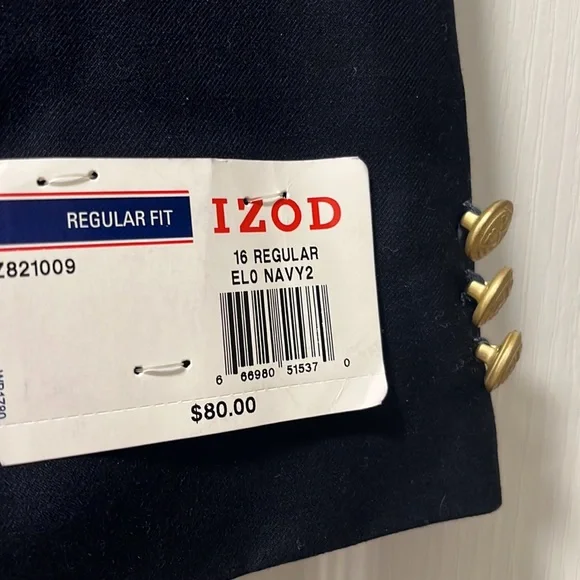 REGULAR FIT
IZOD
Z821009
16 REGULAR
EL0 NAVY2
6 66980 51537 0
$80.00